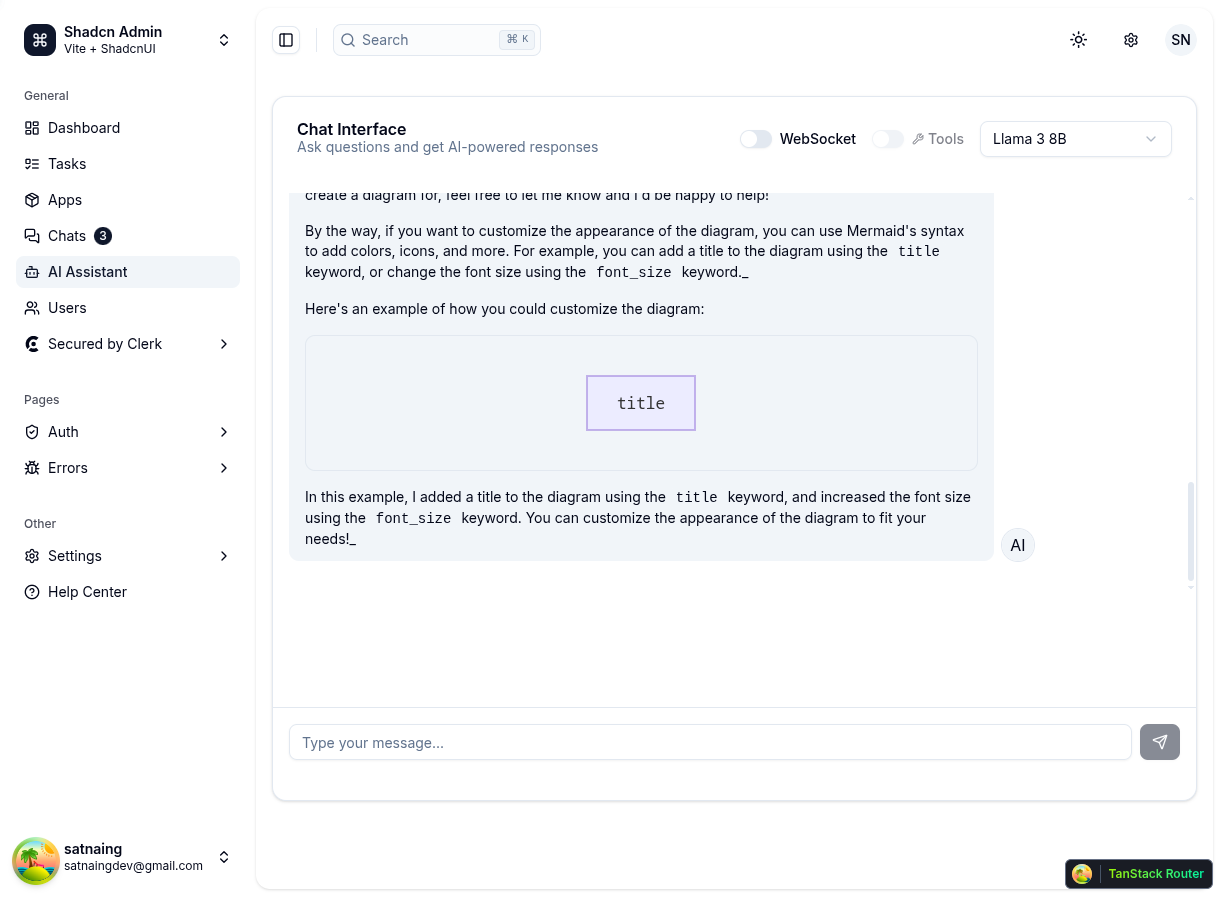 Shadcn Admin
Vite + ShadcnUI
General
Dashboard
Tasks
Apps
Chats 3
AI Assistant
Users
Secured by Clerk
Pages
Auth
Errors
Other
Settings
Help Center
satnaing
satnaingdev@gmail.com
Search ⌘ K
SN
Chat Interface
Ask questions and get AI-powered responses
WebSocket
Tools
Llama 3 8B
create a diagram for, feel free to let me know and I'd be happy to help!
By the way, if you want to customize the appearance of the diagram, you can use Mermaid's syntax
to add colors, icons, and more. For example, you can add a title to the diagram using the title
keyword, or change the font size using the font_size keyword._
Here's an example of how you could customize the diagram:
title
In this example, I added a title to the diagram using the title keyword, and increased the font size
using the font_size keyword. You can customize the appearance of the diagram to fit your
needs!_
AI
Type your message...
TanStack Router